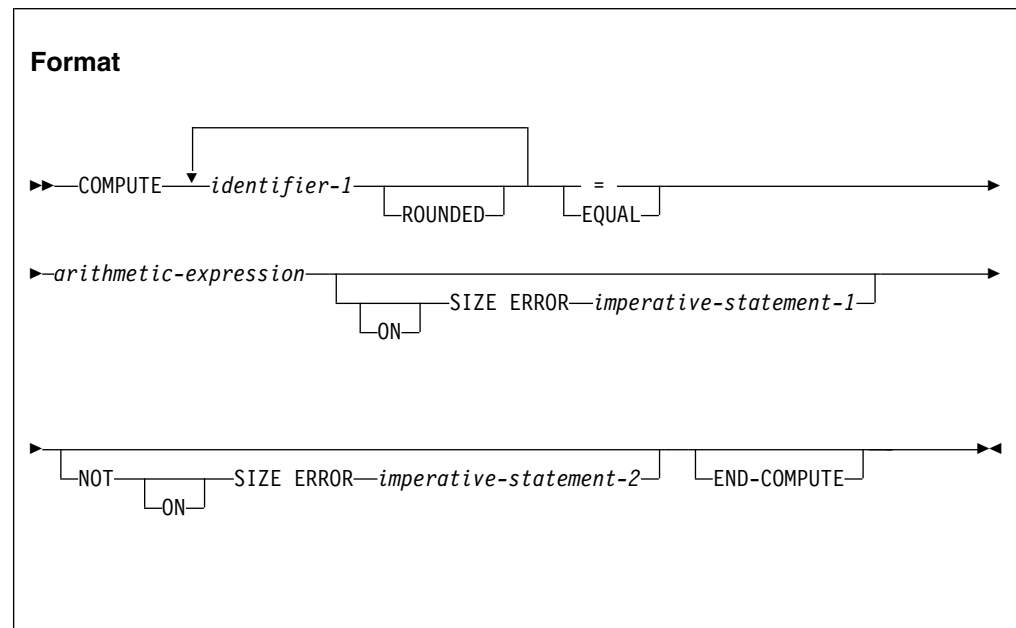 Format
COMPUTE identifier-1 =
ROUNDED EQUAL
arithmetic-expression
SIZE ERROR imperative-statement-1
ON
NOT SIZE ERROR imperative-statement-2 END-COMPUTE
ON